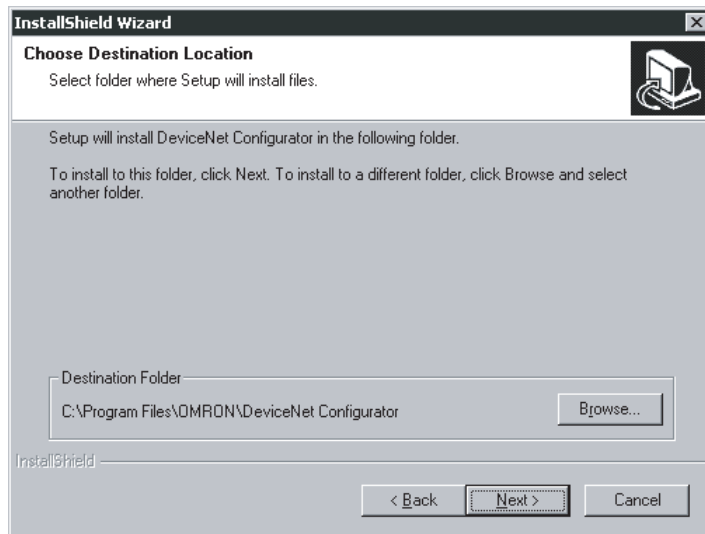 InstallShield Wizard
Choose Destination Location
Select folder where Setup will install files.
Setup will install DeviceNet Configurator in the following folder.
To install to this folder, click Next. To install to a different folder, click Browse and select
another folder.
Destination Folder
C:\Program Files\OMRON\DeviceNet Configurator
Browse...
InstallShield
< Back
Next >
Cancel